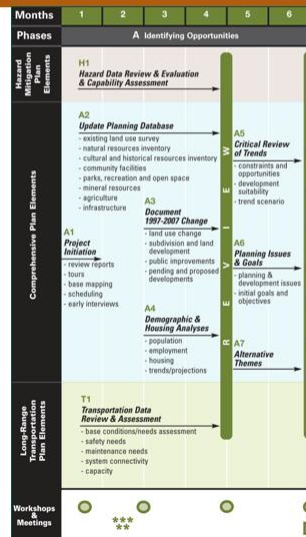 Months 1 2 3 4 5 6
Phases A Identifying Opportunities
Hazard
Mitigation
Plan
Elements
H1
Hazard Data Review & Evaluation
& Capability Assessment
Comprehensive Plan Elements
A1
Project
Initiation
- review reports
- tours
- base mapping
- scheduling
- early interviews
A2
Update Planning Database
- existing land use survey
- natural resources inventory
- cultural and historical resources inventory
- community facilities
- parks, recreation and open space
- mineral resources
- agriculture
- infrastructure
A3
Document
1997-2007 Change
- land use change
- subdivision and land
development
- public improvements
- pending and proposed
developments
A4
Demographic &
Housing Analyses
- population
- employment
- housing
- trends/projections
REVIEW
A5
Critical Review
of Trends
- constraints and
opportunities
- development
suitability
- trend scenario
A6
Planning Issues
& Goals
- planning &
development issues
- initial goals and
objectives
A7
Alternative
Themes
Long-Range
Transportation
Plan Elements
T1
Transportation Data
Review & Assessment
- base conditions/needs assessment
- safety needs
- maintenance needs
- system connectivity
- capacity
Workshops
&
Meetings
***
**